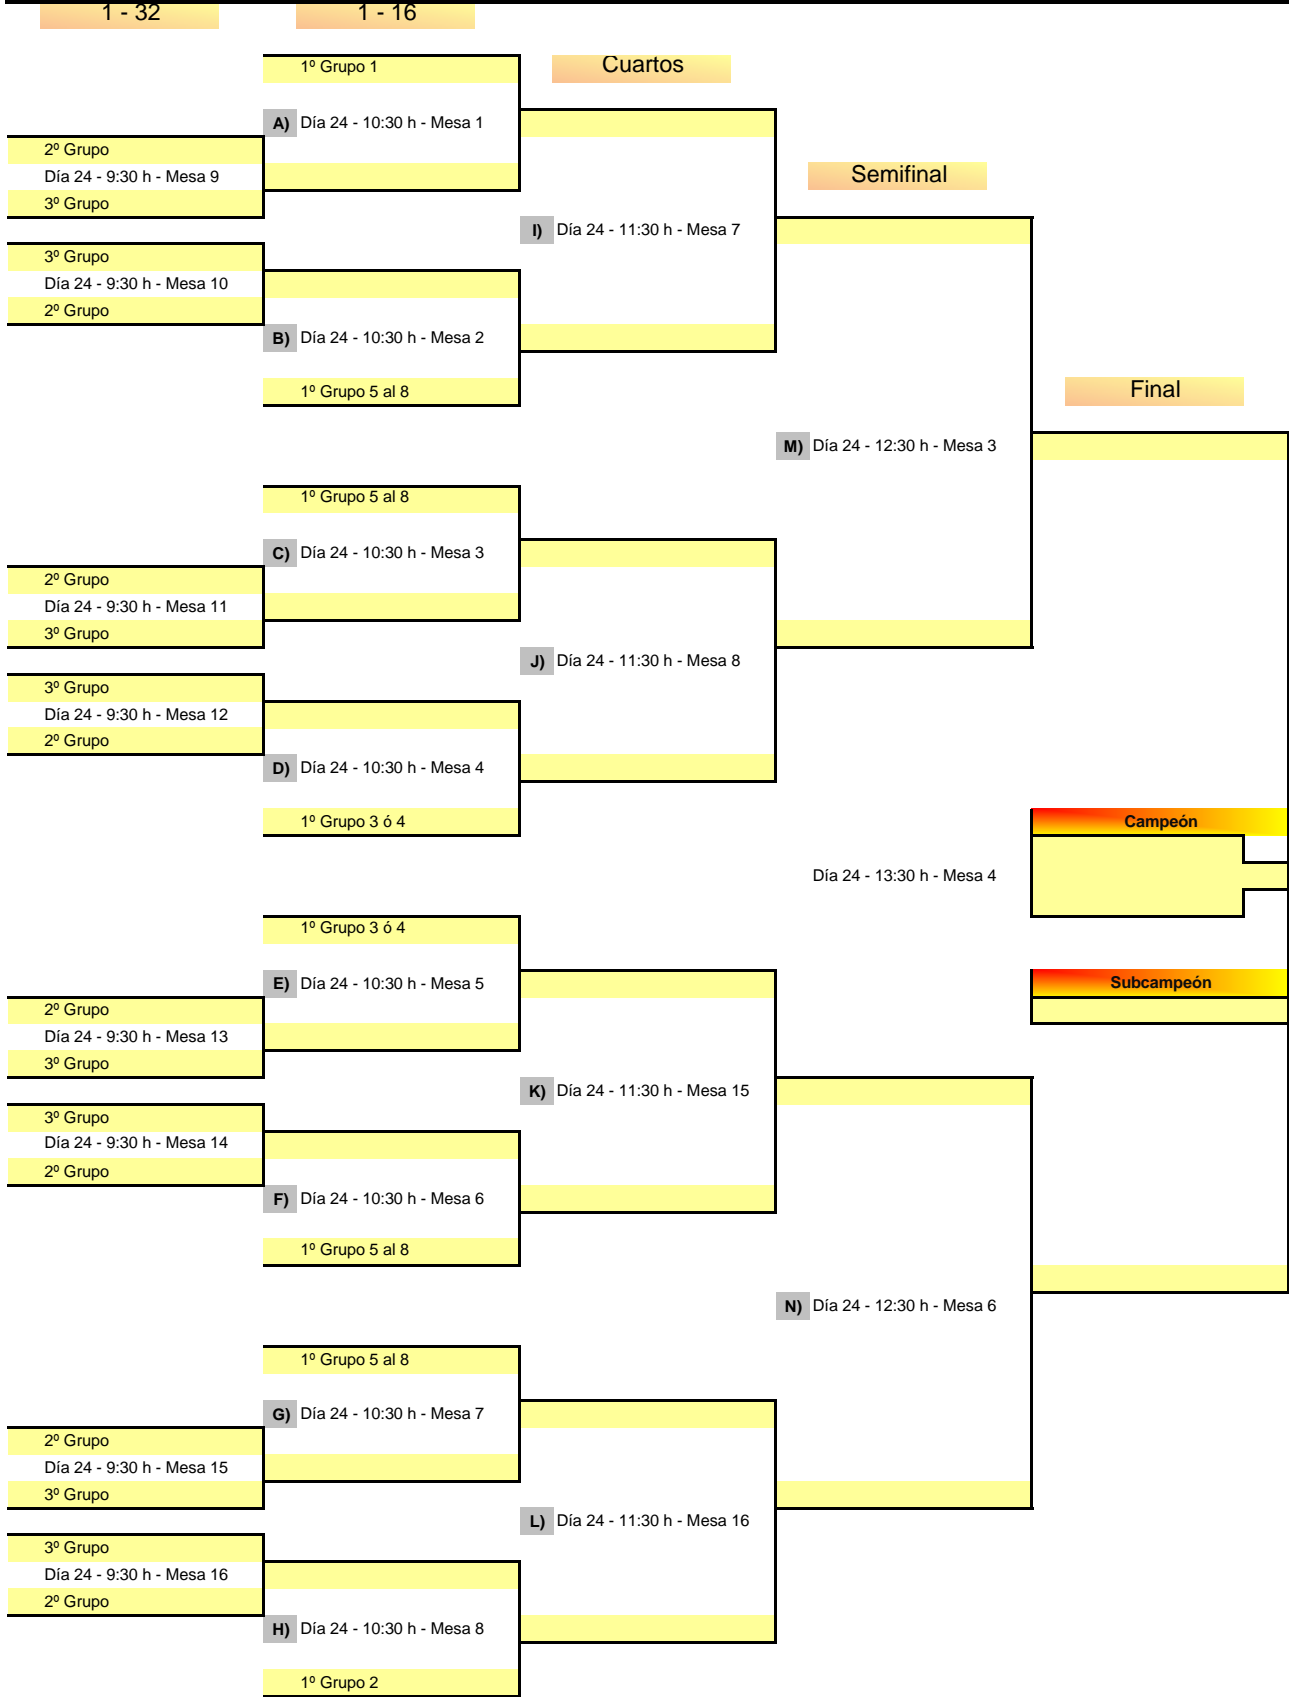 1 - 32
1 - 16
1º Grupo 1
Cuartos
A) Día 24 - 10:30 h - Mesa 1
2º Grupo
Día 24 - 9:30 h - Mesa 9
3º Grupo
Semifinal
I) Día 24 - 11:30 h - Mesa 7
3º Grupo
Día 24 - 9:30 h - Mesa 10
2º Grupo
B) Día 24 - 10:30 h - Mesa 2
1º Grupo 5 al 8
Final
M) Día 24 - 12:30 h - Mesa 3
1º Grupo 5 al 8
C) Día 24 - 10:30 h - Mesa 3
2º Grupo
Día 24 - 9:30 h - Mesa 11
3º Grupo
J) Día 24 - 11:30 h - Mesa 8
3º Grupo
Día 24 - 9:30 h - Mesa 12
2º Grupo
D) Día 24 - 10:30 h - Mesa 4
1º Grupo 3 ó 4
Campeón
Día 24 - 13:30 h - Mesa 4
1º Grupo 3 ó 4
E) Día 24 - 10:30 h - Mesa 5
Subcampeón
2º Grupo
Día 24 - 9:30 h - Mesa 13
3º Grupo
K) Día 24 - 11:30 h - Mesa 15
3º Grupo
Día 24 - 9:30 h - Mesa 14
2º Grupo
F) Día 24 - 10:30 h - Mesa 6
1º Grupo 5 al 8
N) Día 24 - 12:30 h - Mesa 6
1º Grupo 5 al 8
G) Día 24 - 10:30 h - Mesa 7
2º Grupo
Día 24 - 9:30 h - Mesa 15
3º Grupo
L) Día 24 - 11:30 h - Mesa 16
3º Grupo
Día 24 - 9:30 h - Mesa 16
2º Grupo
H) Día 24 - 10:30 h - Mesa 8
1º Grupo 2